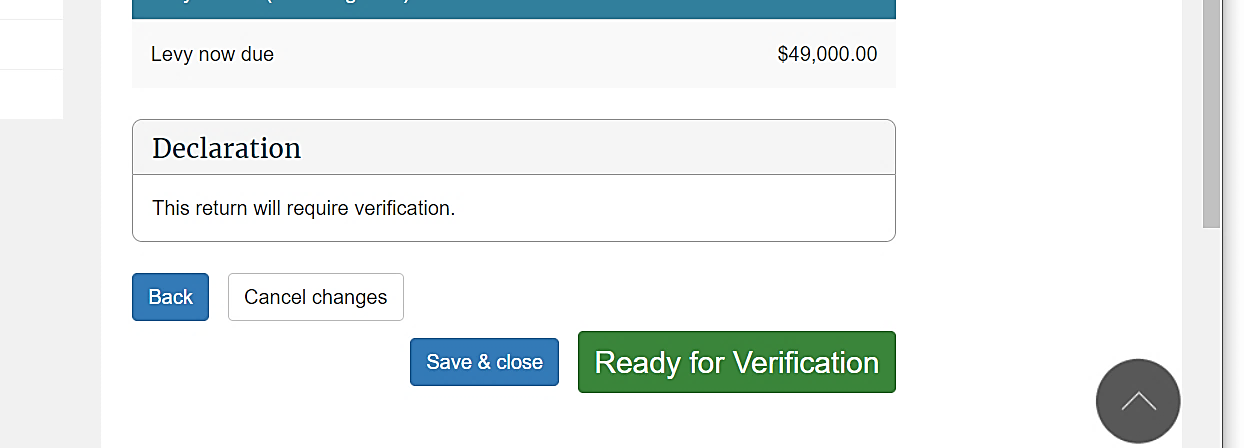 Levy now due $49,000.00
Declaration
This return will require verification.
Back Cancel changes
Save & close Ready for Verification